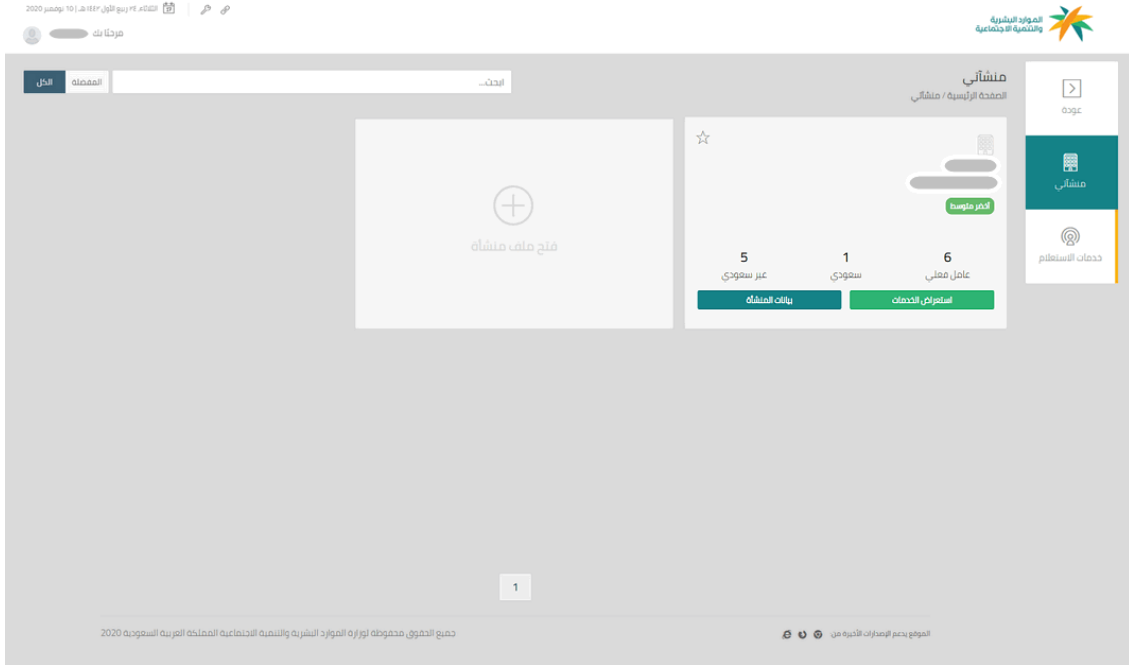 الثلاثاء, ٢٤ ربيع الأول ١٤٤٢ هـ | 10 نوفمبر 2020
مرحبًا بك
الموارد البشرية
والتنمية الاجتماعية
عودة
منشآتي
خدمات الاستعلام
منشآتي
الصفحة الرئيسية / منشآتي
ابحث...
المفضلة
الكل
أخضر متوسط
6 1 5
عامل فعلي سعودي غير سعودي
استعراض الخدمات بيانات المنشأة
فتح ملف منشأة
1
الموقع يدعم الإصدارات الأخيرة من
جميع الحقوق محفوظة لوزارة الموارد البشرية والتنمية الاجتماعية المملكة العربية السعودية 2020